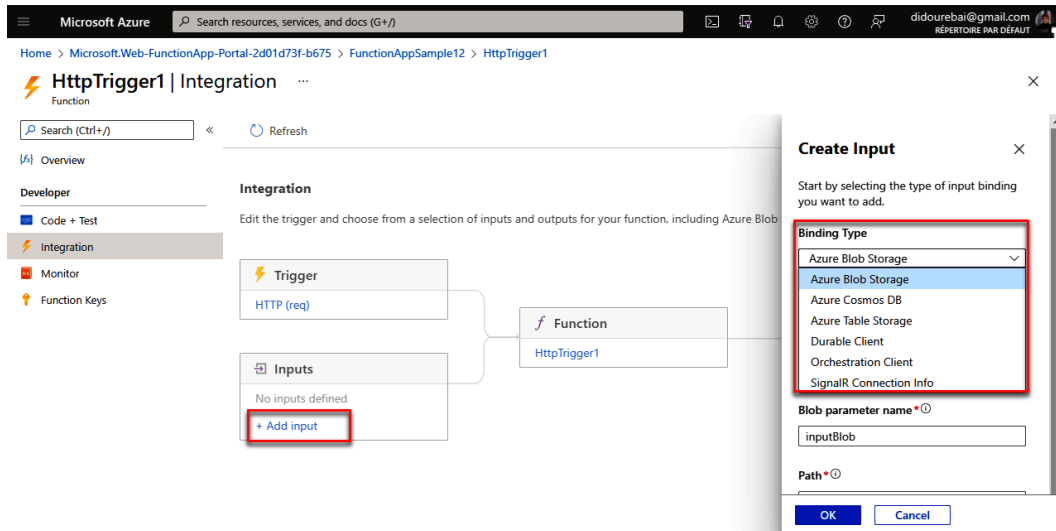 Microsoft Azure
Search resources, services, and docs (G+/)
didourebai@gmail.com
RÉPERTOIRE PAR DÉFAUT
Home > Microsoft.Web-FunctionApp-Portal-2d01d73f-b675 > FunctionAppSample12 > HttpTrigger1
HttpTrigger1 | Integration ...
Function
Search (Ctrl+/)
«
Refresh
Overview
Developer
Code + Test
Integration
Monitor
Function Keys
Integration
Edit the trigger and choose from a selection of inputs and outputs for your function, including Azure Blob
Trigger
HTTP (req)
Inputs
No inputs defined
+ Add input
Function
HttpTrigger1
Create Input
Start by selecting the type of input binding
you want to add.
Binding Type
Azure Blob Storage
Azure Blob Storage
Azure Cosmos DB
Azure Table Storage
Durable Client
Orchestration Client
SignalR Connection Info
Blob parameter name *
inputBlob
Path *
OK
Cancel